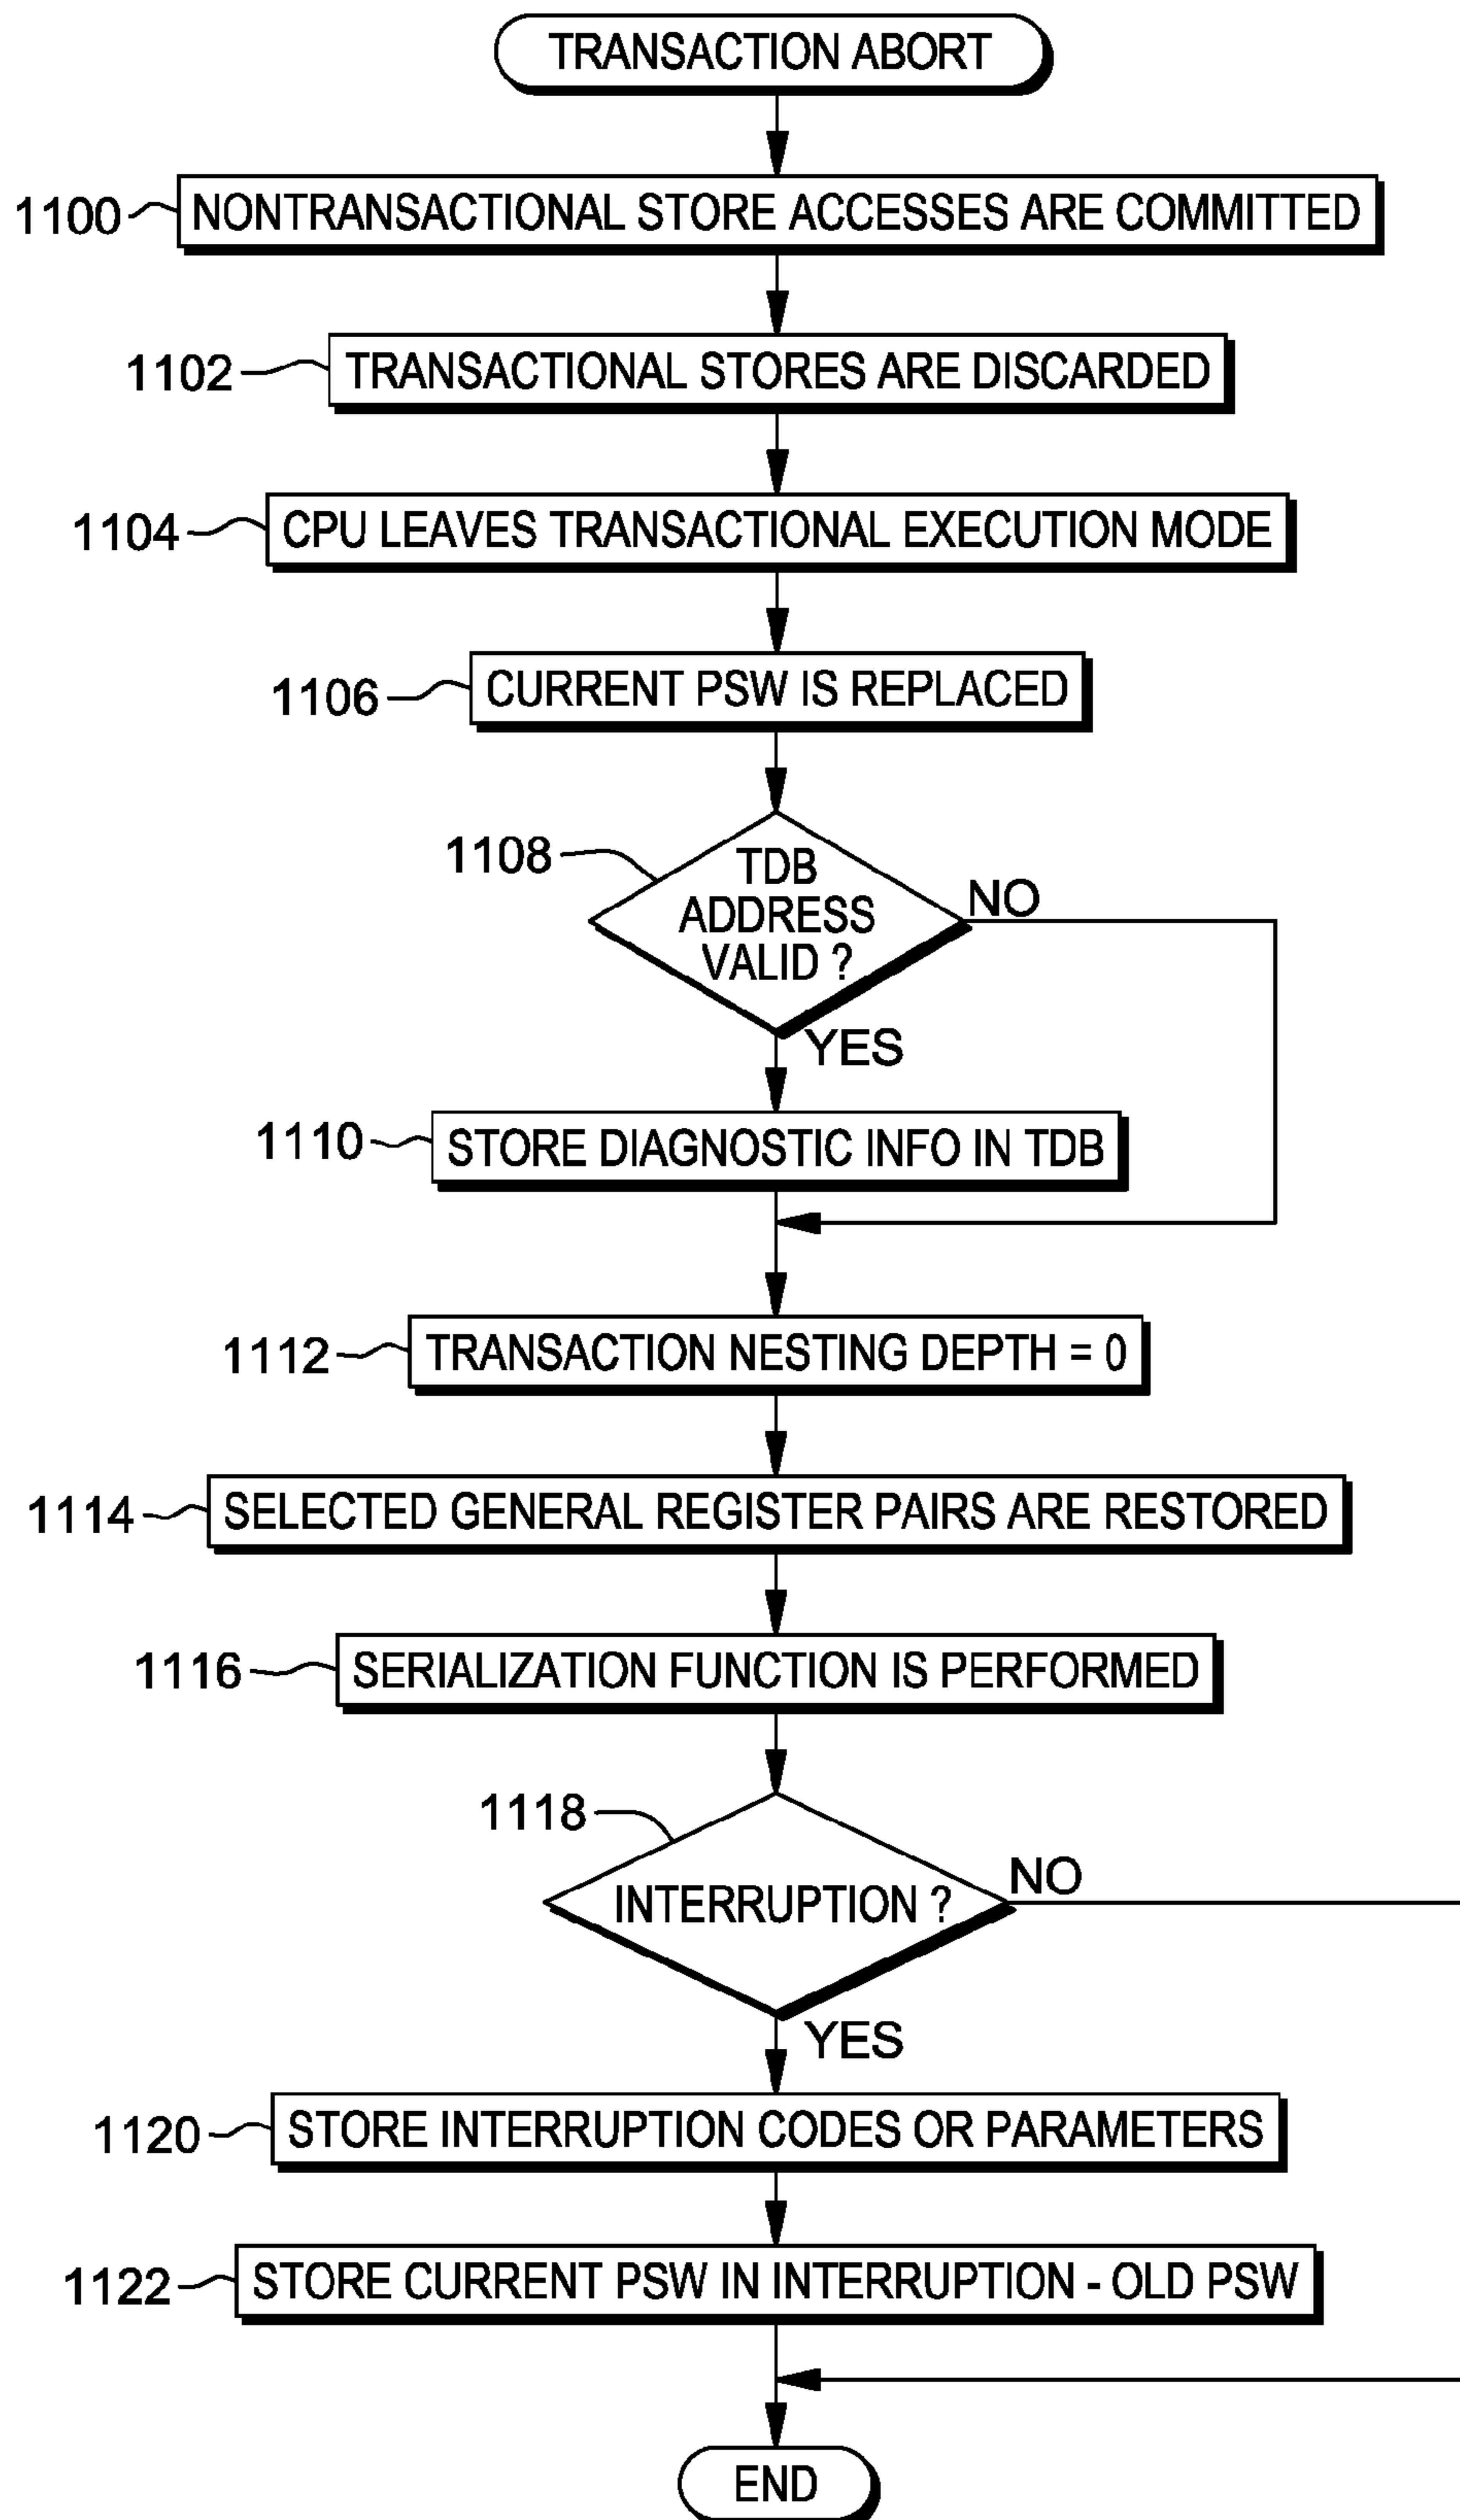 TRANSACTION ABORT
1100
NONTRANSACTIONAL STORE ACCESSES ARE COMMITTED
1102
TRANSACTIONAL STORES ARE DISCARDED
1104
CPU LEAVES TRANSACTIONAL EXECUTION MODE
1106
CURRENT PSW IS REPLACED
1108
TDB
ADDRESS
VALID ?
NO
YES
1110
STORE DIAGNOSTIC INFO IN TDB
1112
TRANSACTION NESTING DEPTH = 0
1114
SELECTED GENERAL REGISTER PAIRS ARE RESTORED
1116
SERIALIZATION FUNCTION IS PERFORMED
1118
INTERRUPTION ?
NO
YES
1120
STORE INTERRUPTION CODES OR PARAMETERS
1122
STORE CURRENT PSW IN INTERRUPTION - OLD PSW
END